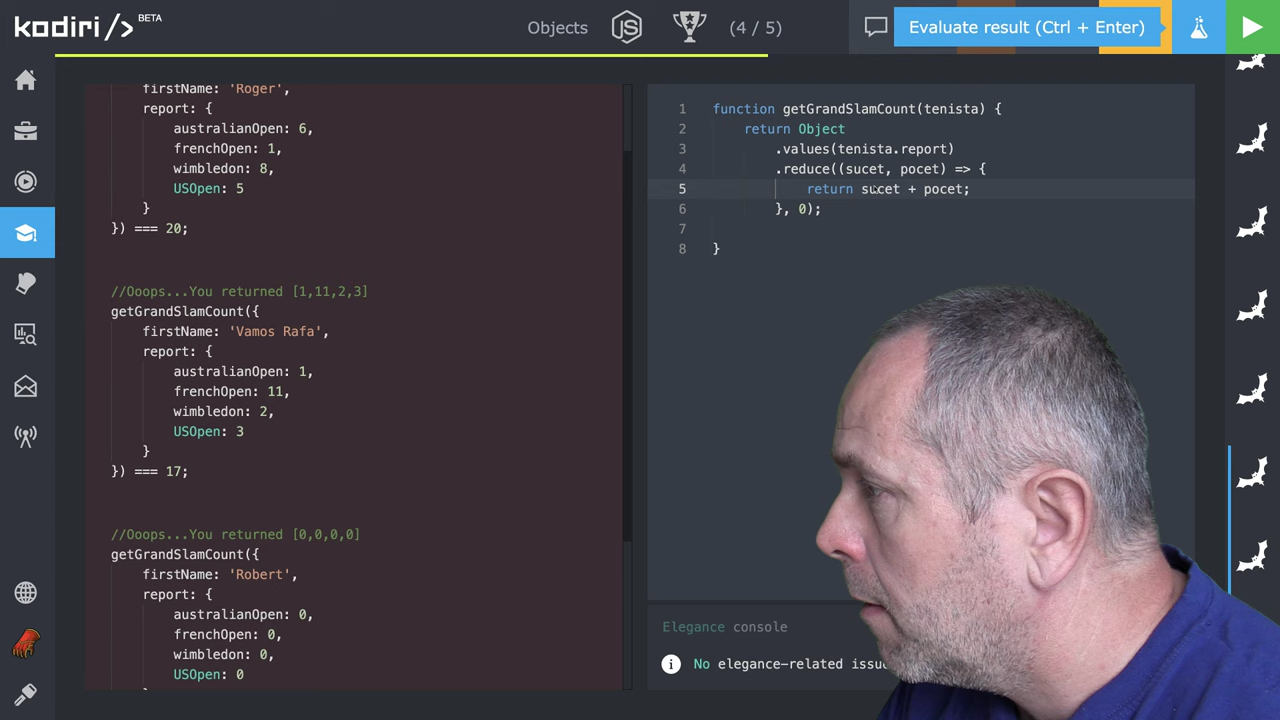 kodiri/> BETA
Objects
JS
(4 / 5)
Evaluate result (Ctrl + Enter)
firstName: 'Roger',
report: {
australianOpen: 6,
frenchOpen: 1,
wimbledon: 8,
USOpen: 5
}
}) === 20;
//Ooops...You returned [1,11,2,3]
getGrandSlamCount({
firstName: 'Vamos Rafa',
report: {
australianOpen: 1,
frenchOpen: 11,
wimbledon: 2,
USOpen: 3
}
}) === 17;
//Ooops...You returned [0,0,0,0]
getGrandSlamCount({
firstName: 'Robert',
report: {
australianOpen: 0,
frenchOpen: 0,
wimbledon: 0,
USOpen: 0
1 function getGrandSlamCount(tenista) {
2 return Object
3 .values(tenista.report)
4 .reduce((sucet, pocet) => {
5 return sucet + pocet;
6 }, 0);
7
8 }
Elegance console
No elegance-related issu